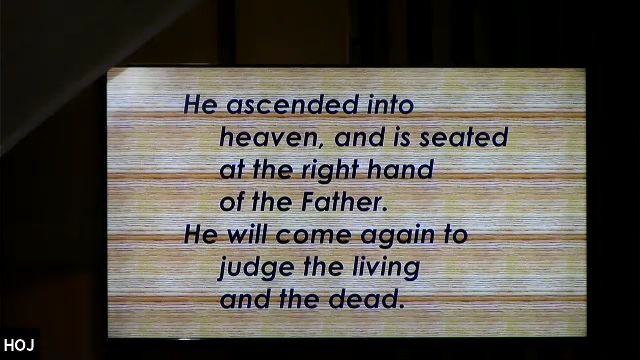 He ascended into
heaven, and is seated
at the right hand
of the Father.
He will come again to
judge the living
and the dead.
HOJ